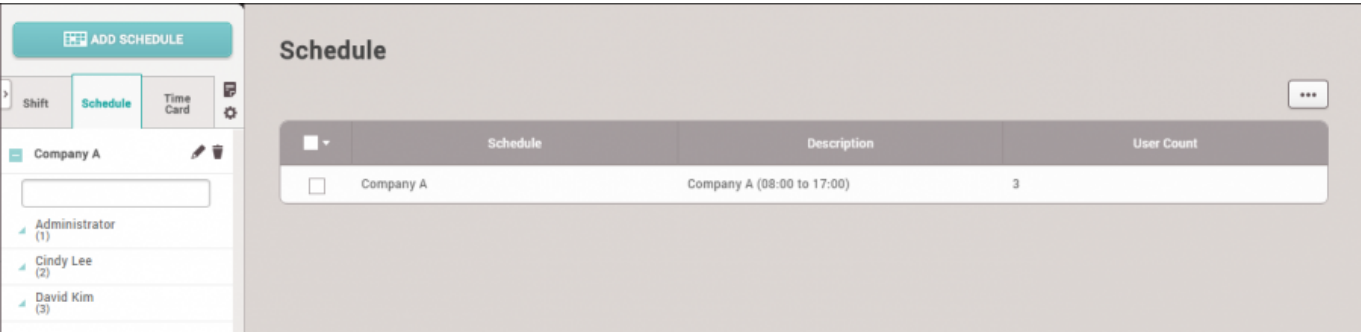 ADD SCHEDULE
Shift
Schedule
Time
Card
Company A
Administrator
(1)
Cindy Lee
(2)
David Kim
(3)
Schedule
Schedule Description User Count
Company A Company A (08:00 to 17:00) 3